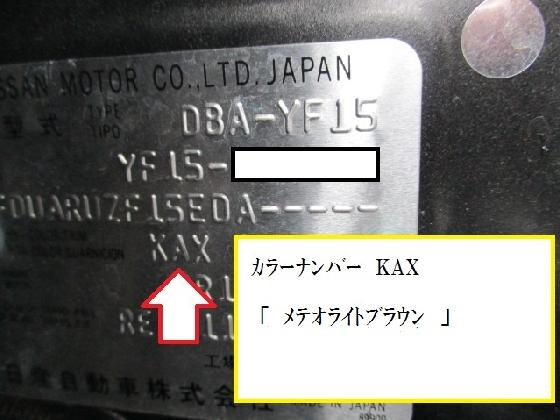 SSAN MOTOR CO.,LTD.JAPAN
型式 TYPE
TIPO
DBA-YF15
YF15-
FDUARUZF15EDA-----
KAX
カラーナンバー KAX
「 メテオライトブラウン 」
R1
RE
工場
日産自動車株式会社
MADE IN JAPAN